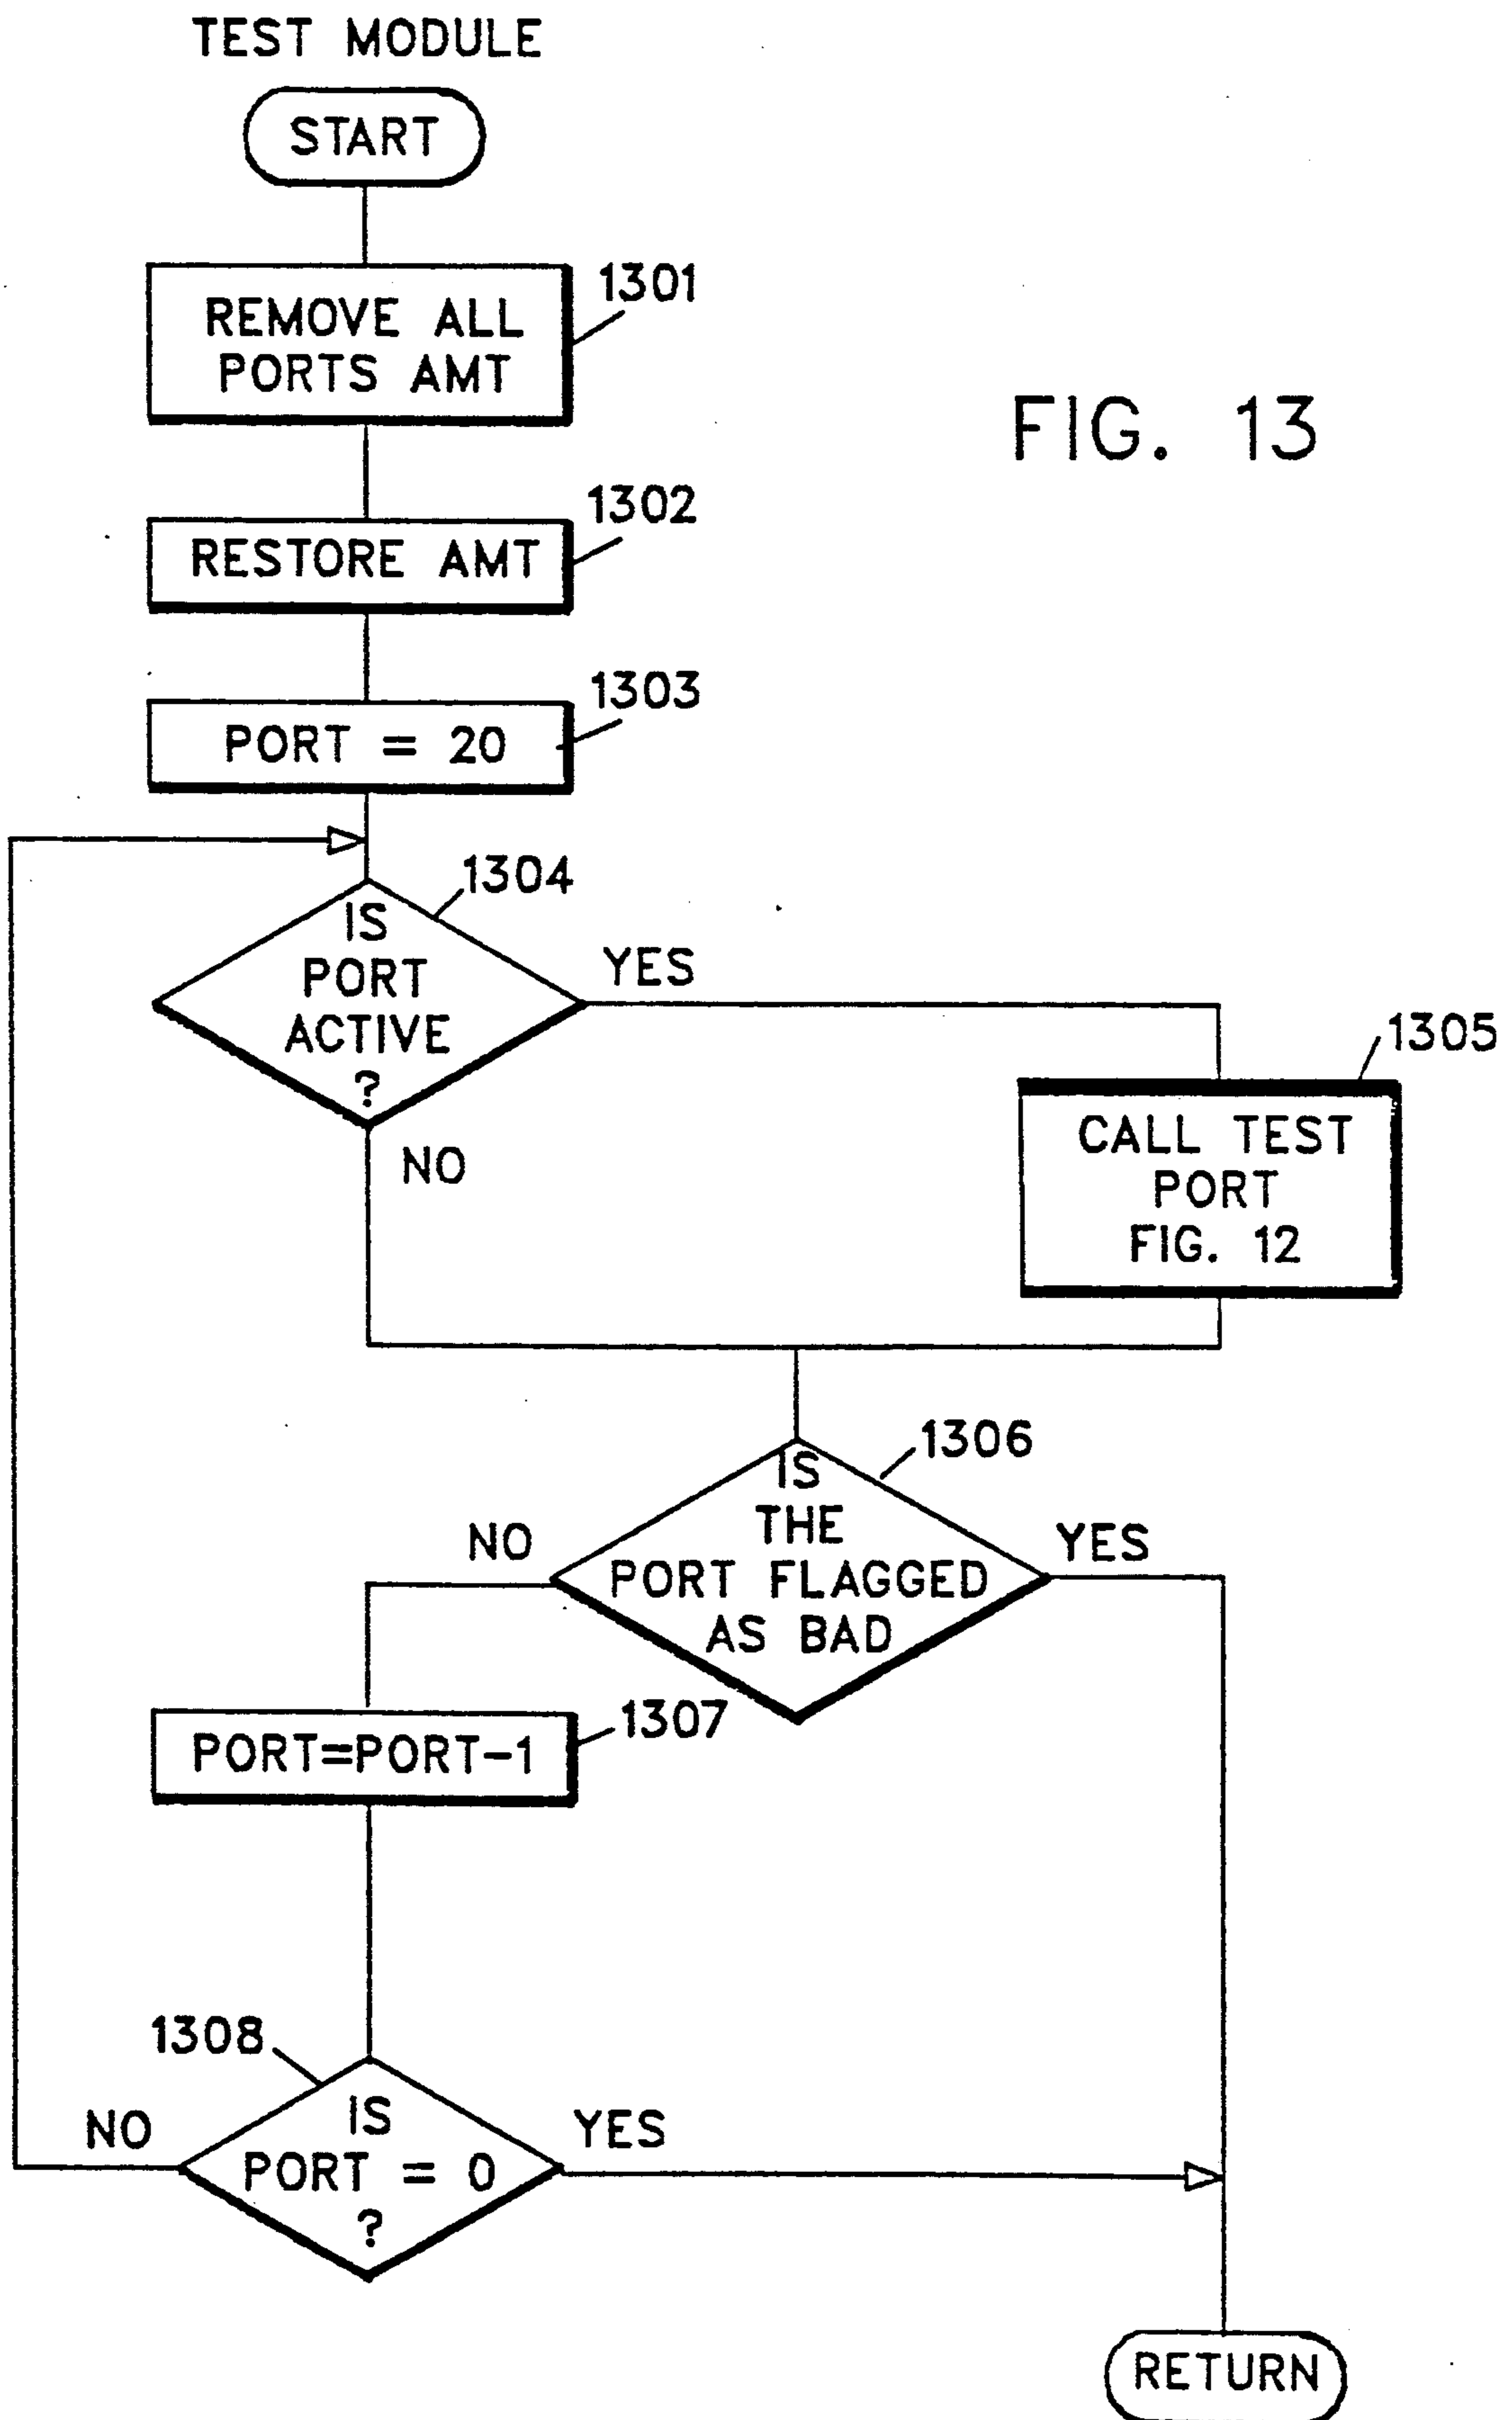 TEST MODULE
START
1301
REMOVE ALL
PORTS AMT
FIG. 13
1302
RESTORE AMT
1303
PORT = 20
1304
IS
PORT
ACTIVE
?
YES
NO
1305
CALL TEST
PORT
FIG. 12
1306
IS
THE
PORT FLAGGED
AS BAD
NO
YES
1307
PORT=PORT-1
1308
IS
PORT = 0
?
NO
YES
RETURN